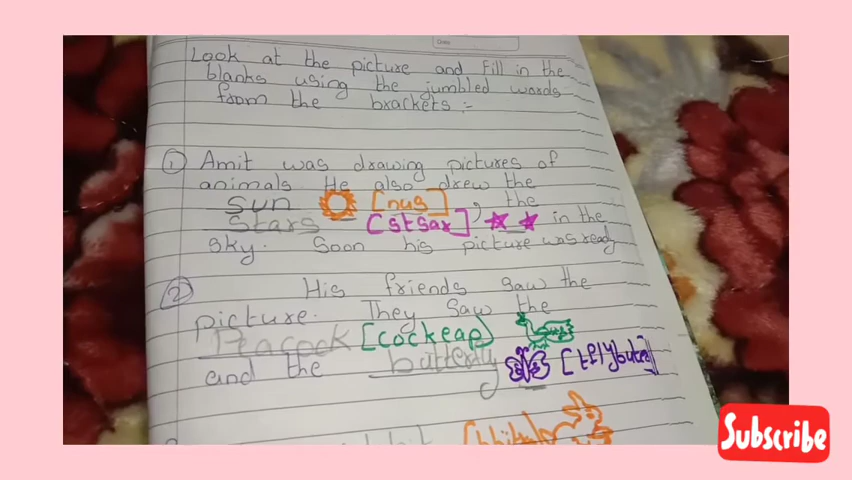 Date:
Look at the picture and fill in the
blanks using the jumbled words
from the brackets :-
① Amit was drawing pictures of
animals He also drew the
Sun [nus], the
Stars [stsar], in the
sky. Soon his picture was ready
② His friends saw the
picture. They saw the
Peacock [cockeap)
and the butterfly
Subscribe